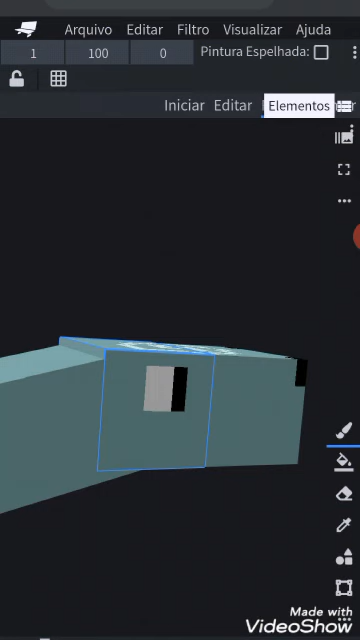 Arquivo Editar Filtro Visualizar Ajuda
1 100 0 Pintura Espelhada:
Iniciar Editar Elementos
Made with
VideoShow